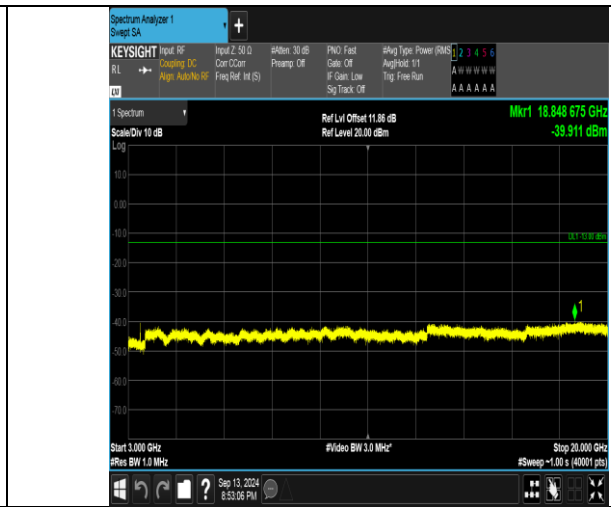 Spectrum Analyzer 1
Swept SA
+
KEYSIGHT
RL
LXI
Input: RF
Coupling: DC
Align: Auto/No RF
Input Z: 50 Ω
Corr CCorr
Freq Ref: Int (S)
#Atten: 30 dB
Preamp: Off
PNO: Fast
Gate: Off
IF Gain: Low
Sig Track: Off
#Avg Type: Power (RMS
Avg|Hold: 1/1
Trig: Free Run
1 2 3 4 5 6
A W W W W W
A A A A A A
1 Spectrum
Scale/Div 10 dB
Log
Ref Lvl Offset 11.86 dB
Ref Level 20.00 dBm
Mkr1 18.848 675 GHz
-39.911 dBm
10.0
0.00
-10.0
DL1 -13.00 dBm
-20.0
-30.0
1
-40.0
-50.0
-60.0
-70.0
Start 3.000 GHz
#Res BW 1.0 MHz
#Video BW 3.0 MHz*
Stop 20.000 GHz
#Sweep ~1.00 s (40001 pts)
?
Sep 13, 2024
8:53:06 PM